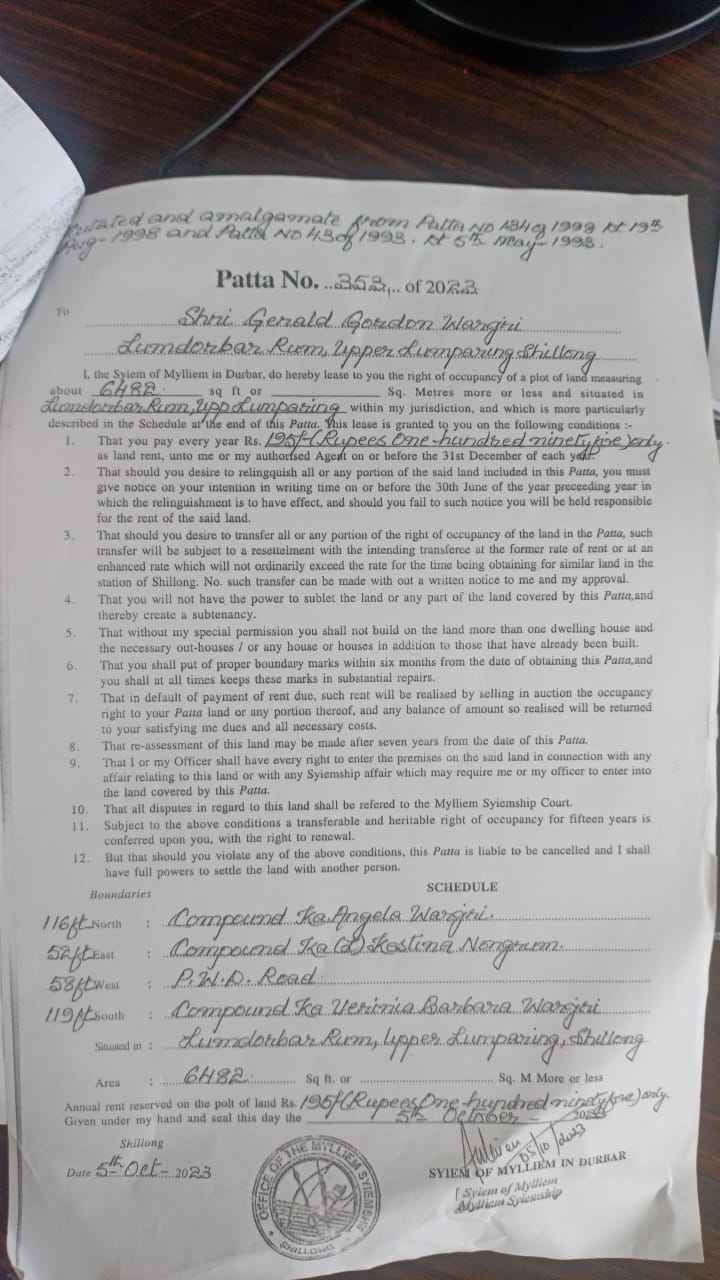 Mutated and amalgamate from Patta No 134 of 1998 dt 19th
Aug- 1998 and Patta No 43 of 1993. dt 5th May- 1993.
Patta No. ..353... of 2023
To Shri. Gerald Gordon Warjri
Lumdorbar Rum, Upper Lumparing, Shillong
I, the Syiem of Mylliem in Durbar, do hereby lease to you the right of occupancy of a plot of land measuring
about 6482 sq ft or Sq. Metres more or less and situated in
Lumdorbar Rum, Upp Lumparing within my jurisdiction, and which is more particularly
described in the Schedule at the end of this Patta. This lease is granted to you on the following conditions :-
1. That you pay every year Rs. 195/- (Rupees One-hundred ninety five) only.
as land rent, unto me or my authorised Agent on or before the 31st December of each year.
2. That should you desire to relingquish all or any portion of the said land included in this Patta, you must
give notice on your intention in writing time on or before the 30th June of the year preceeding year in
which the relinguishment is to have effect, and should you fail to such notice you will be held responsible
for the rent of the said land.
3. That should you desire to transfer all or any portion of the right of occupancy of the land in the Patta, such
transfer will be subject to a resettelment with the intending transferce at the former rate of rent or at an
enhanced rate which will not ordinarily exceed the rate for the time being obtaining for similar land in the
station of Shillong. No. such transfer can be made with out a written notice to me and my approval.
4. That you will not have the power to sublet the land or any part of the land covered by this Patta,and
thereby create a subtenancy.
5. That without my special permission you shall not build on the land more than one dwelling house and
the necessary out-houses / or any house or houses in addition to those that have already been built.
6. That you shall put of proper boundary marks within six months from the date of obtaining this Patta,and
you shall at all times keeps these marks in substantial repairs.
7. That in default of payment of rent due, such rent will be realised by selling in auction the occupancy
right to your Patta land or any portion thereof, and any balance of amount so realised will be returned
to your satisfying me dues and all necessary costs.
8. That re-assessment of this land may be made after seven years from the date of this Patta.
9. That I or my Officer shall have every right to enter the premises on the said land in connection with any
affair relating to this land or with any Syiemship affair which may require me or my officer to enter into
the land covered by this Patta.
10. That all disputes in regard to this land shall be refered to the Mylliem Syiemship Court.
11. Subject to the above conditions a transferable and heritable right of occupancy for fifteen years is
conferred upon you, with the right to renewal.
12. But that should you violate any of the above conditions, this Patta is liable to be cancelled and I shall
have full powers to settle the land with another person.
SCHEDULE
Boundaries
116ft North : Compound Ka Angela Warjri.
52ft East : Compound Ka (L) Kestina Nongrum.
58ft West : P.W.D. Road
119ft South : Compound Ka Verinia Barbara Warjri
Situated in : Lumdorbar Rum, Upper Lumparing, Shillong
Area : 6482 Sq ft. or Sq. M More or less
Annual rent reserved on the polt of land Rs. 195/- (Rupees One-hundred ninety five) only.
Given under my hand and seal this day the 5th October - 2023
Shillong
Date 5th Oct- 2023
05/10/2023
SYIEM OF MYLLIEM IN DURBAR
Syiem of Mylliem
Mylliem Syiemship
OFFICE OF THE MYLLIEM SYIEMSHIP
SHILLONG